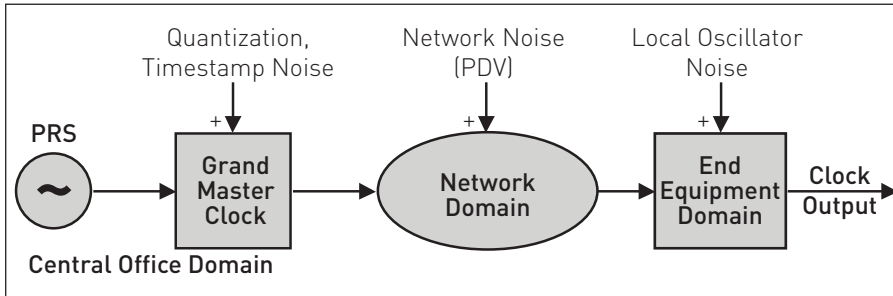 Quantization,
Timestamp Noise
Network Noise
(PDV)
Local Oscillator
Noise
+
+
+
PRS
~
Grand
Master
Clock
Network
Domain
End
Equipment
Domain
Clock
Output
Central Office Domain